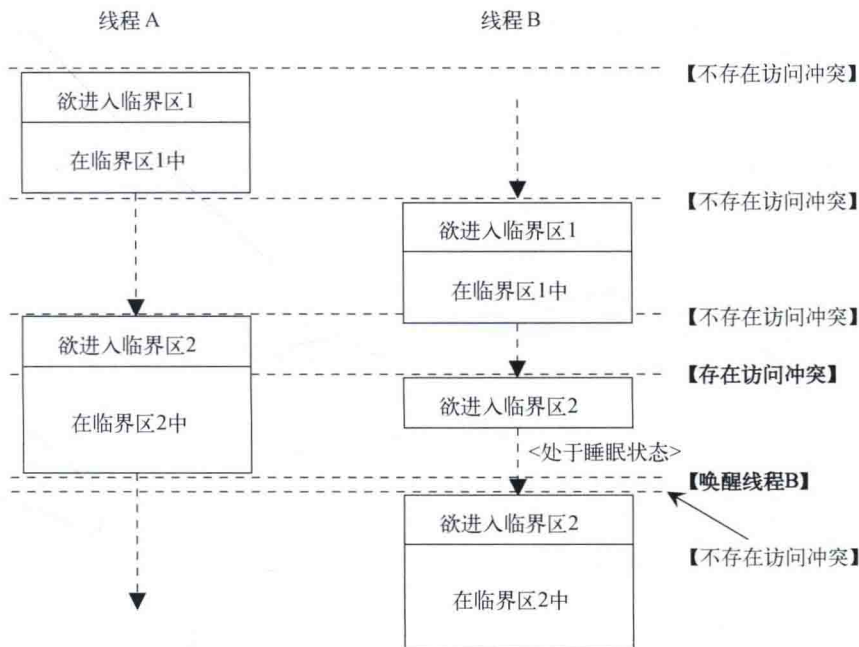 线程A
线程B
【不存在访问冲突】
欲进入临界区1
在临界区1中
【不存在访问冲突】
欲进入临界区1
在临界区1中
【不存在访问冲突】
欲进入临界区2
在临界区2中
【存在访问冲突】
欲进入临界区2
<处于睡眠状态>
【唤醒线程B】
欲进入临界区2
在临界区2中
【不存在访问冲突】